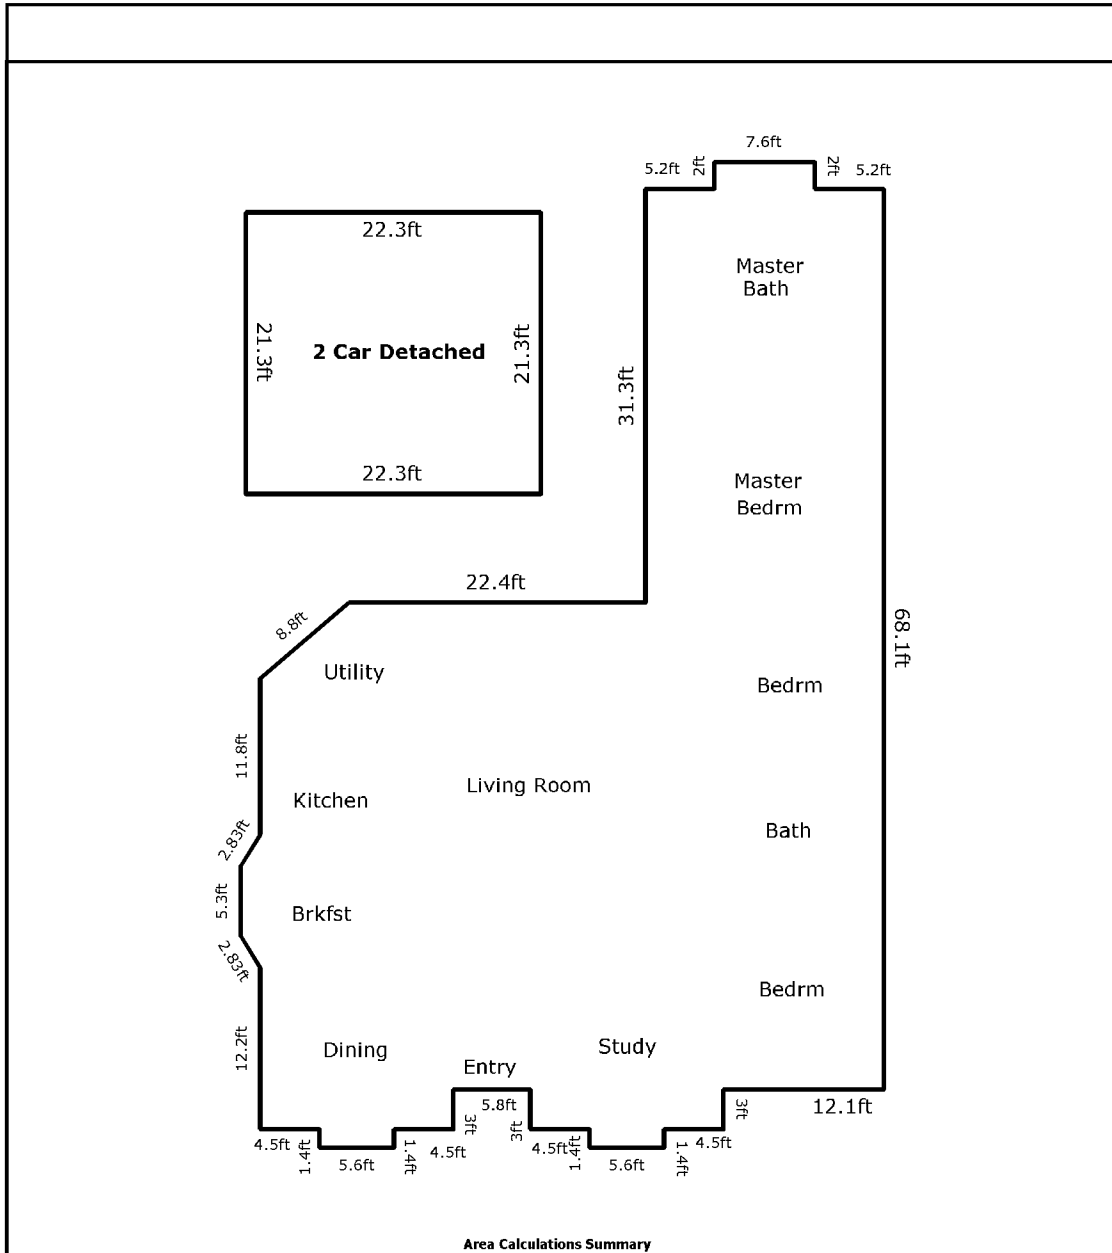 7.6ft
5.2ft
2ft
2ft
5.2ft
22.3ft
Master
Bath
21.3ft
2 Car Detached
21.3ft
31.3ft
22.3ft
Master
Bedrm
22.4ft
8.8ft
68.1ft
Utility
Bedrm
11.8ft
Living Room
Kitchen
Bath
2.83ft
5.3ft
Brkfst
2.83ft
Bedrm
12.2ft
Dining
Study
Entry
5.8ft
3ft
12.1ft
3ft
3ft
4.5ft
1.4ft
5.6ft
1.4ft
4.5ft
4.5ft
1.4ft
5.6ft
1.4ft
4.5ft
Area Calculations Summary